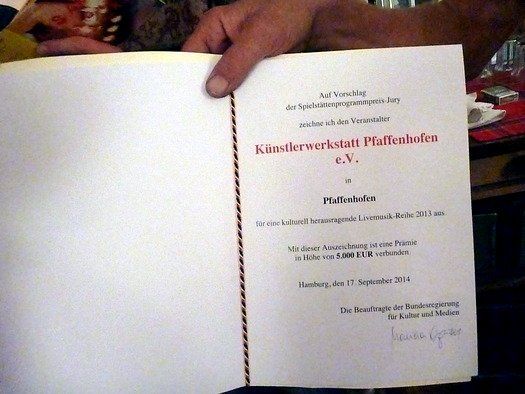 Auf Vorschlag
der Spielstättenprogrammpreis-Jury
zeichne ich den Veranstalter
Künstlerwerkstatt Pfaffenhofen
e.V.
in
Pfaffenhofen
für eine kulturell herausragende Livemusik-Reihe 2013 aus
Mit dieser Auszeichnung ist eine Prämie
in Höhe von 5.000 EUR verbunden
Hamburg, den 17. September 2014
Die Beauftragte der Bundesregierung
für Kultur und Medien